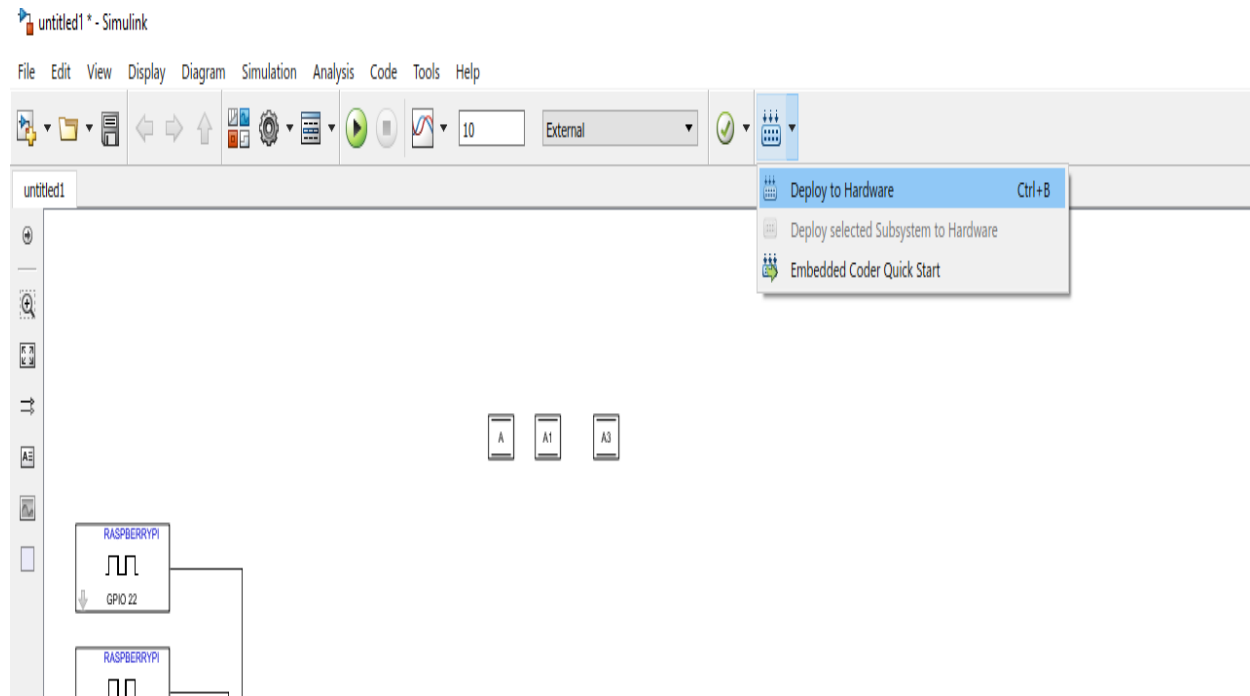 untitled1 * - Simulink
File Edit View Display Diagram Simulation Analysis Code Tools Help
10 External
untitled1
Deploy to Hardware Ctrl+B
Deploy selected Subsystem to Hardware
Embedded Coder Quick Start
A A1 A3
RASPBERRYPI
GPIO 22
RASPBERRYPI